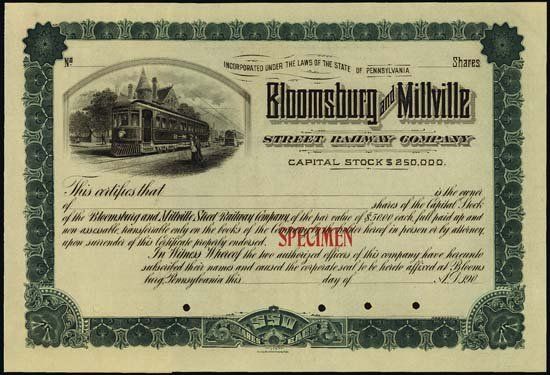 No
INCORPORATED UNDER THE LAWS OF THE STATE OF PENNSYLVANIA
Shares
Bloomsburg and Millville
STREET RAILWAY COMPANY
CAPITAL STOCK $250,000.
This certifies that is the owner
of shares of the Capital Stock
of the Bloomsburg and Millville Street Railway Company, of the par value of $50.00 each, full paid up and
non assessable, transferable only on the books of the Company by the holder hereof in person or by attorney,
upon surrender of this Certificate properly endorsed.
SPECIMEN
In Witness Whereof the two authorized officers of this company have hereunto
subscribed their names and caused the corporate seal to be hereto affixed at Blooms
burg, Pennsylvania this day of A.D. 190
$50